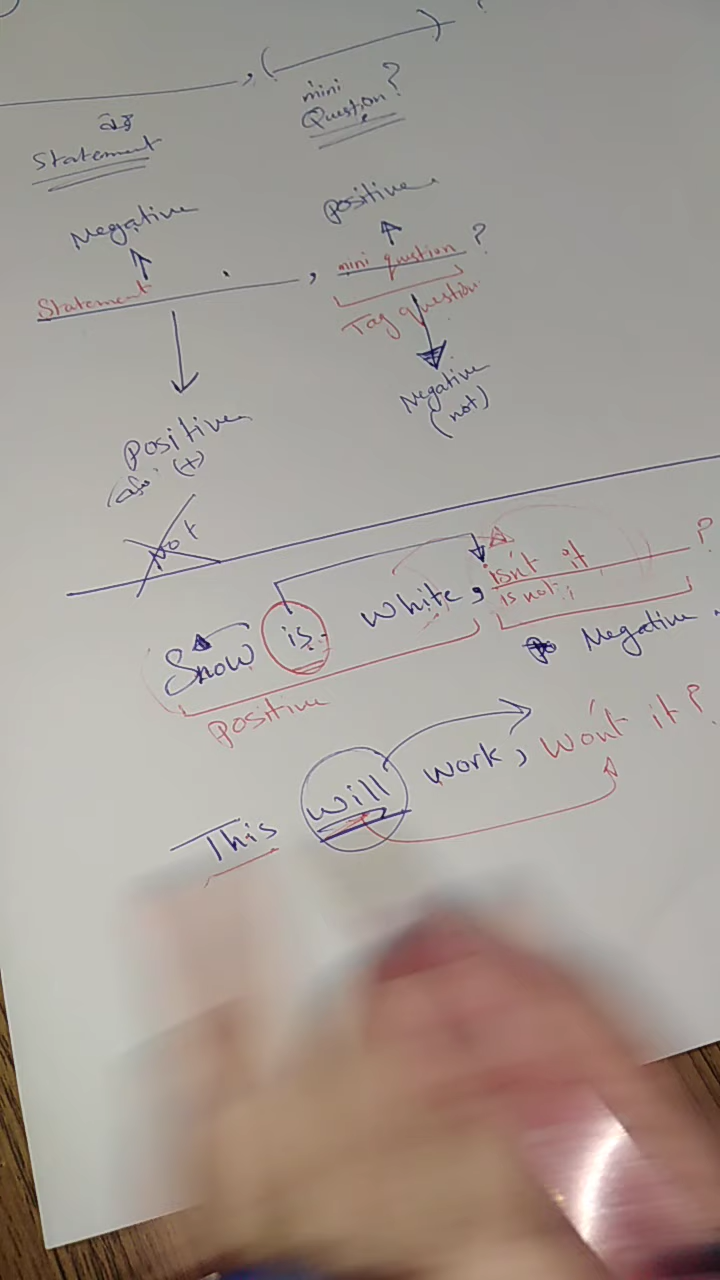 , ( ) ?
mini
Question?
Statement
Negative
positive
Statement , mini question ?
Tag question
Positive
(+)
Negative
(not)
Not
Snow is white, isn't it ?
is not
positive
Negative
This will work, won't it?